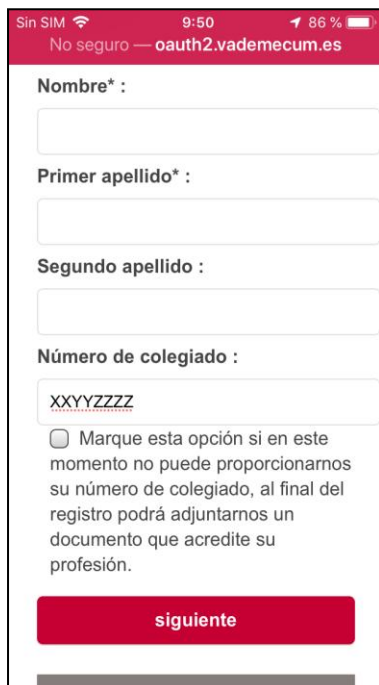 Sin SIM 9:50 86 %
No seguro — oauth2.vademecum.es
Nombre* :
Primer apellido* :
Segundo apellido :
Número de colegiado :
XXYYZZZZ
Marque esta opción si en este
momento no puede proporcionarnos
su número de colegiado, al final del
registro podrá adjuntarnos un
documento que acredite su
profesión.
siguiente